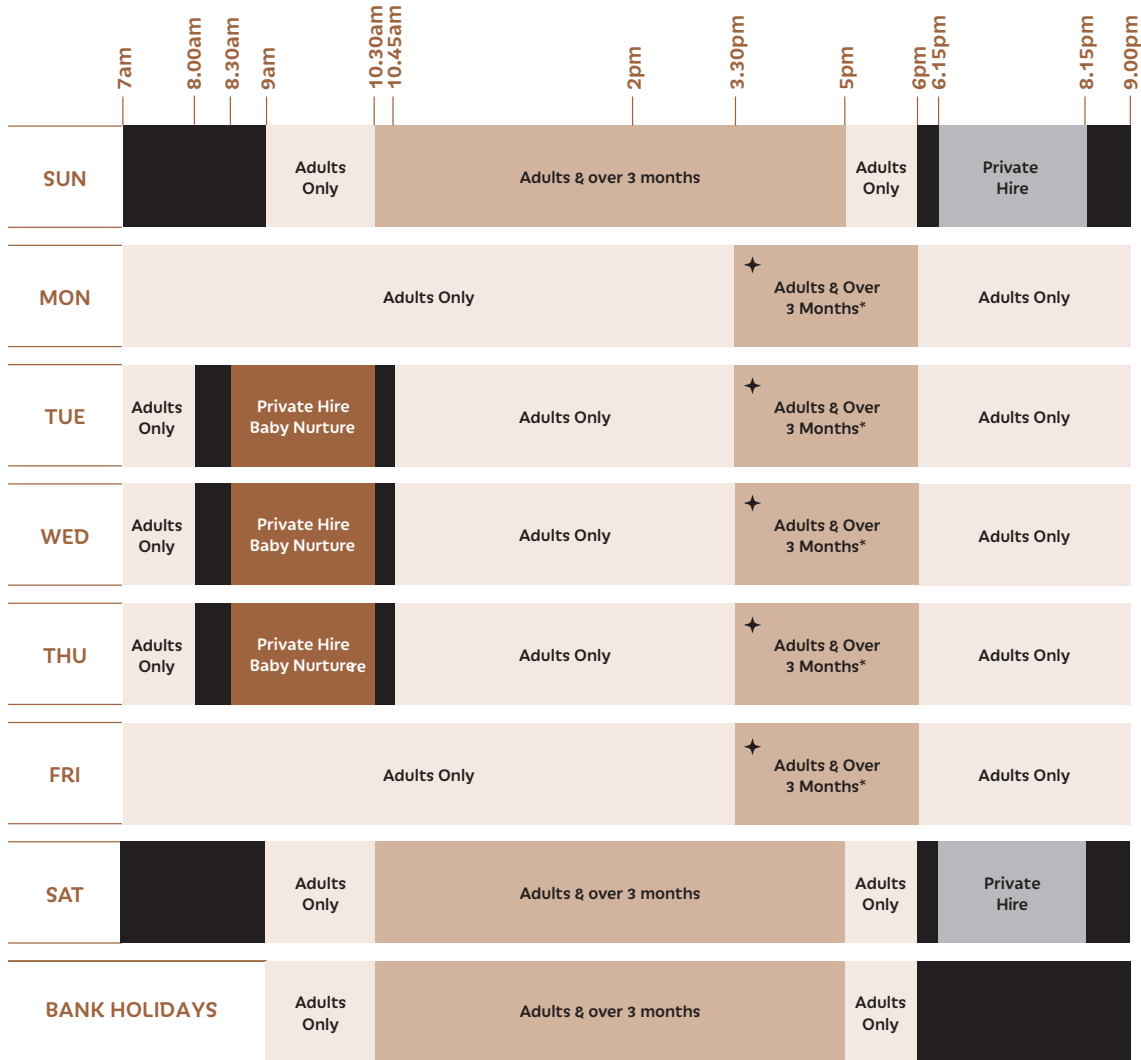 7am
8.00am
8.30am
9am
10.30am
10.45am
2pm
3.30pm
5pm
6pm
6.15pm
8.15pm
9.00pm
SUN
Adults
Only
Adults & over 3 months
Adults
Only
Private
Hire
MON
Adults Only
Adults & Over
3 Months*
Adults Only
TUE
Adults
Only
Private Hire
Baby Nurture
Adults Only
Adults & Over
3 Months*
Adults Only
WED
Adults
Only
Private Hire
Baby Nurture
Adults Only
Adults & Over
3 Months*
Adults Only
THU
Adults
Only
Private Hire
Baby Nurturere
Adults Only
Adults & Over
3 Months*
Adults Only
FRI
Adults Only
Adults & Over
3 Months*
Adults Only
SAT
Adults
Only
Adults & over 3 months
Adults
Only
Private
Hire
BANK HOLIDAYS
Adults
Only
Adults & over 3 months
Adults
Only